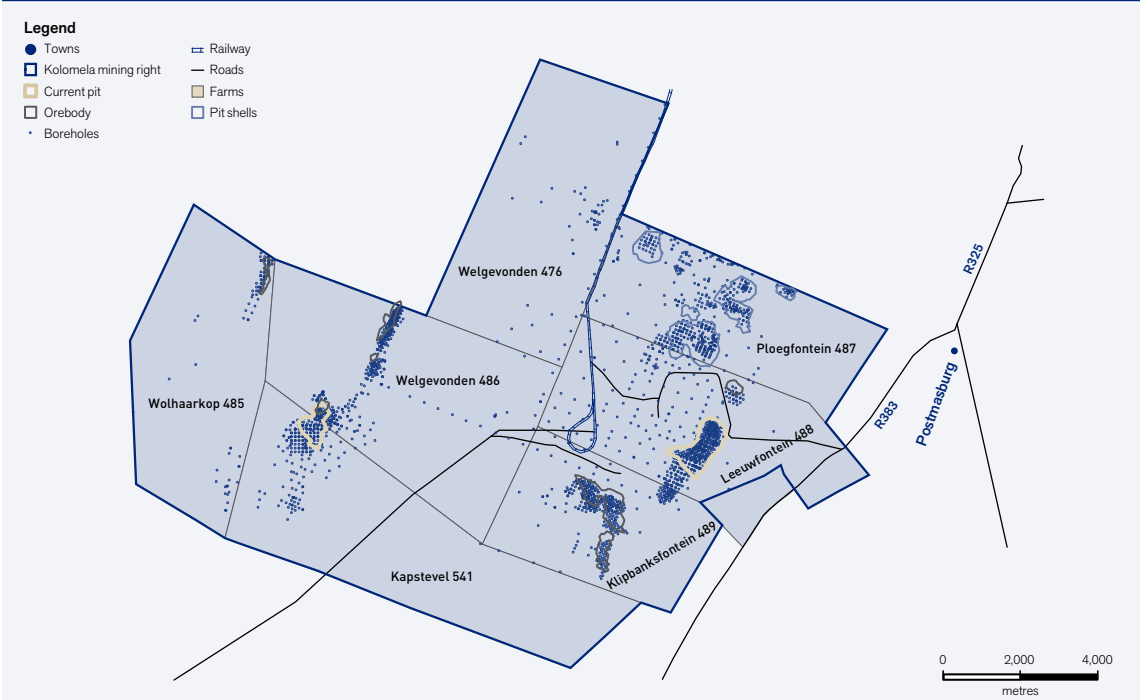 Legend
Towns
Kolomela mining right
Current pit
Orebody
Boreholes
Railway
Roads
Farms
Pit shells
Welgevonden 476
R325
Ploegfontein 487
Welgevonden 486
Wolhaarkop 485
Postmasburg
R383
Leeuwfontein 488
Klipbanksfontein 489
Kapstevel 541
0 2,000 4,000
metres